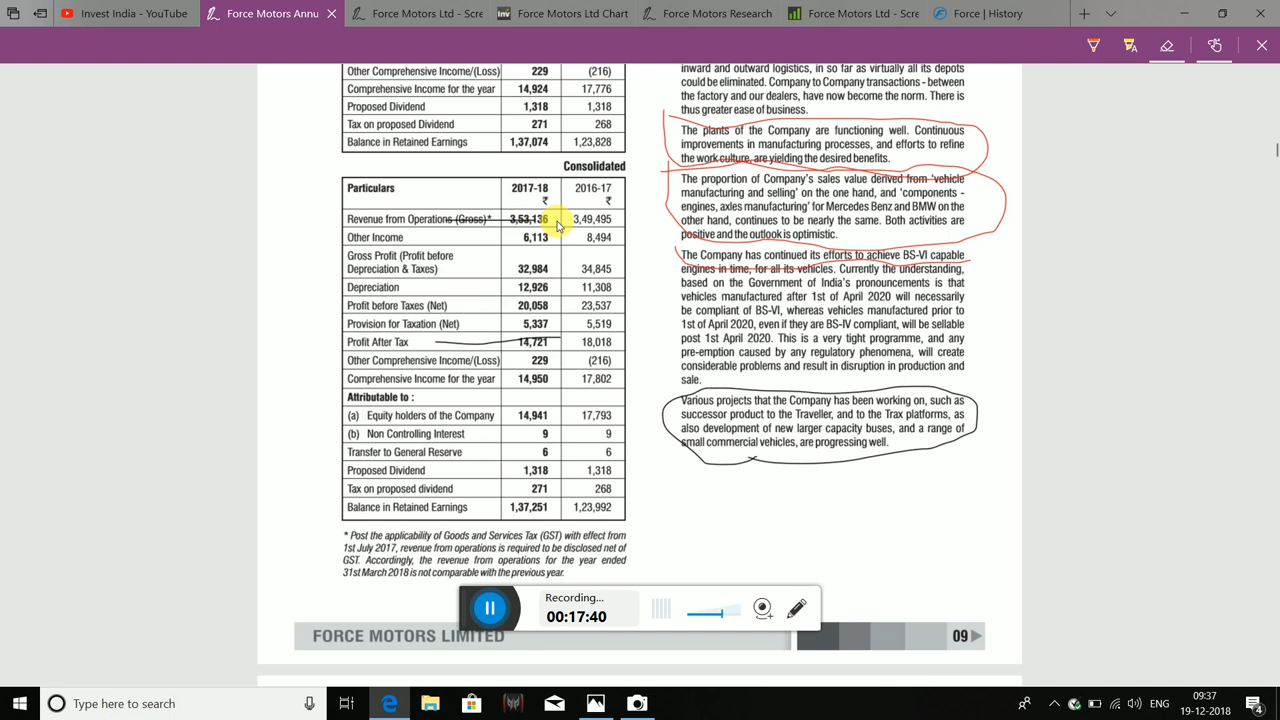 Invest India - YouTube
Force Motors Annu
Force Motors Ltd - Scre
Force Motors Ltd Chart
Force Motors Research
Force Motors Ltd - BS
Force Motors Ltd - BS
History
Other Comprehensive Income/(Loss) 229 (216)
Comprehensive Income for the year 14,924 17,776
Proposed Dividend 1,318 1,318
Tax on proposed Dividend 271 268
Balance in Retained Earnings 1,37,074 1,23,828
Consolidated
Particulars 2017-18 2016-17
₹ ₹
Revenue from Operations (Gross)* 3,53,136 3,49,495
Other Income 6,113 8,494
Gross Profit (Profit before
Depreciation & Taxes) 32,984 34,845
Depreciation 12,926 11,308
Profit before Taxes (Net) 20,058 23,537
Provision for Taxation (Net) 5,337 5,519
Profit After Tax 14,721 18,018
Other Comprehensive Income/(Loss) 229 (216)
Comprehensive Income for the year 14,950 17,802
Attributable to :
(a) Equity holders of the Company 14,941 17,793
(b) Non Controlling Interest 9 9
Transfer to General Reserve 6 6
Proposed Dividend 1,318 1,318
Tax on proposed dividend 271 268
Balance in Retained Earnings 1,37,251 1,23,992
* Post the applicability of Goods and Services Tax (GST) with effect from
1st July 2017, revenue from operations is required to be disclosed net of
GST. Accordingly, the revenue from operations for the year ended
31st March 2018 is not comparable with the previous year.
inward and outward logistics, in so far as virtually all its depots
could be eliminated. Company to Company transactions - between
the factory and our dealers, have now become the norm. There is
thus greater ease of business.
The plants of the Company are functioning well. Continuous
improvements in manufacturing processes, and efforts to refine
the work culture, are yielding the desired benefits.
The proportion of Company's sales value derived from 'vehicle
manufacturing and selling' on the one hand, and 'components -
engines, axles manufacturing' for Mercedes Benz and BMW on the
other hand, continues to be nearly the same. Both activities are
positive and the outlook is optimistic.
The Company has continued its efforts to achieve BS-VI capable
engines in time, for all its vehicles. Currently the understanding,
based on the Government of India's pronouncements is that
vehicles manufactured after 1st of April 2020 will necessarily
be compliant of BS-VI, whereas vehicles manufactured prior to
1st of April 2020, even if they are BS-IV compliant, will be sellable
post 1st April 2020. This is a very tight programme, and any
pre-emption caused by any regulatory phenomena, will create
considerable problems and result in disruption in production and
sale.
Various projects that the Company has been working on, such as
successor product to the Traveller, and to the Trax platforms, as
also development of new larger capacity buses, and a range of
small commercial vehicles, are progressing well.
Recording...
00:17:40
FORCE MOTORS LIMITED
09
Type here to search
ENG
09:37
19-12-2018
4